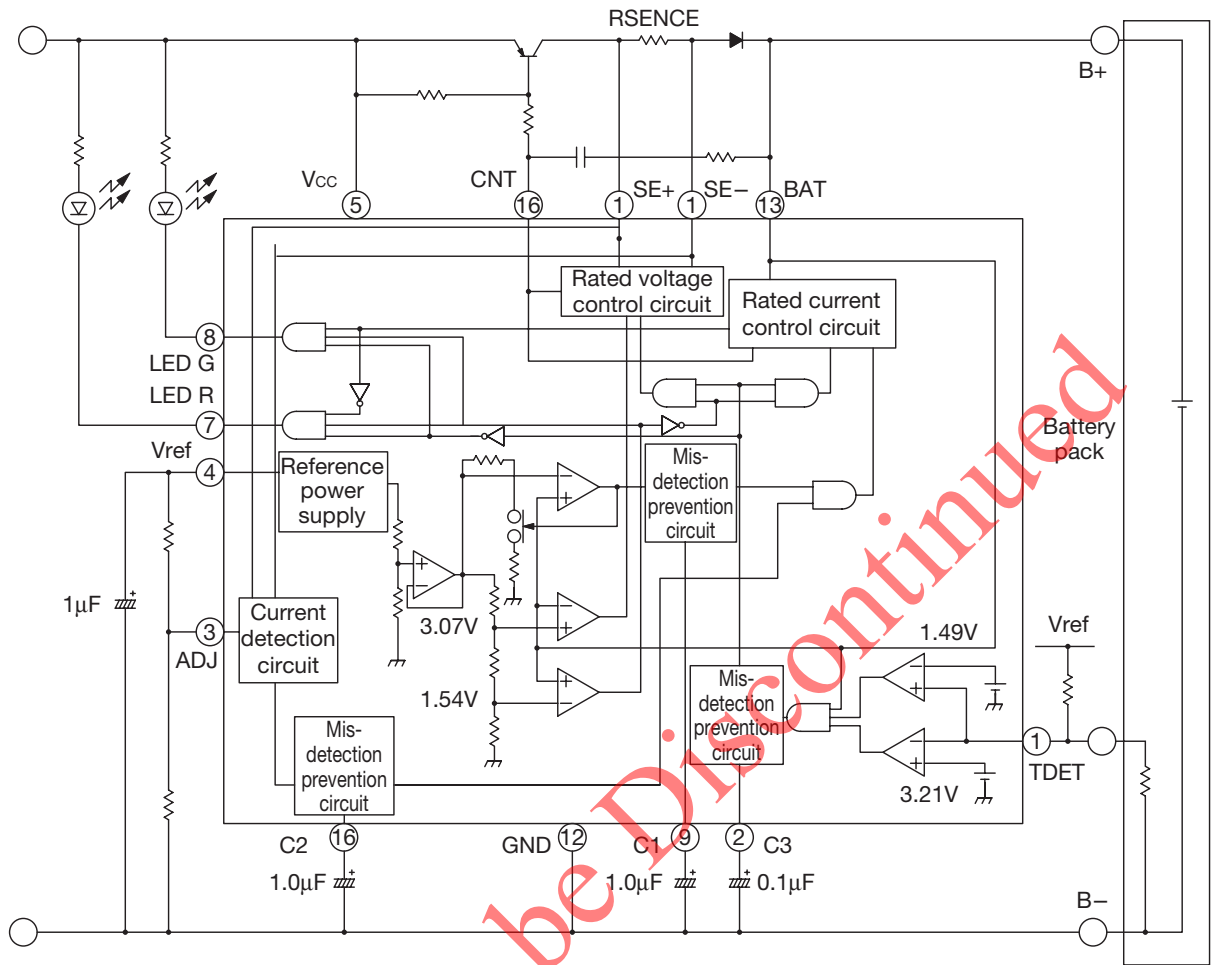 RSENCE
B+
VCC
CNT
SE+
SE−
BAT
5
16
1
1
13
Rated voltage
control circuit
Rated current
control circuit
8
LED G
LED R
7
Vref
4
Reference
power
supply
Mis-
detection
prevention
circuit
Battery
pack
1µF
3
ADJ
Current
detection
circuit
3.07V
1.54V
1.49V
Vref
Mis-
detection
prevention
circuit
Mis-
detection
prevention
circuit
1
TDET
3.21V
C2
16
GND
12
C1
9
2
C3
1.0µF
1.0µF
0.1µF
B−
be Discontinued